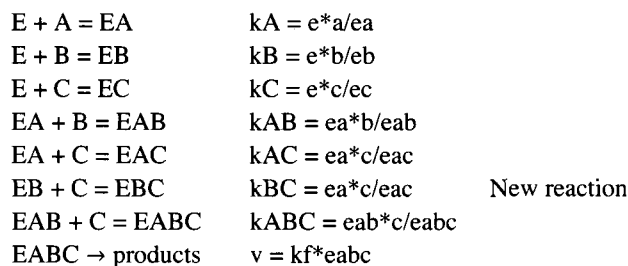 E + A = EA kA = e*a/ea
E + B = EB kB = e*b/eb
E + C = EC kC = e*c/ec
EA + B = EAB kAB = ea*b/eab
EA + C = EAC kAC = ea*c/eac
EB + C = EBC kBC = ea*c/eac New reaction
EAB + C = EABC kABC = eab*c/eabc
EABC → products v = kf*eabc